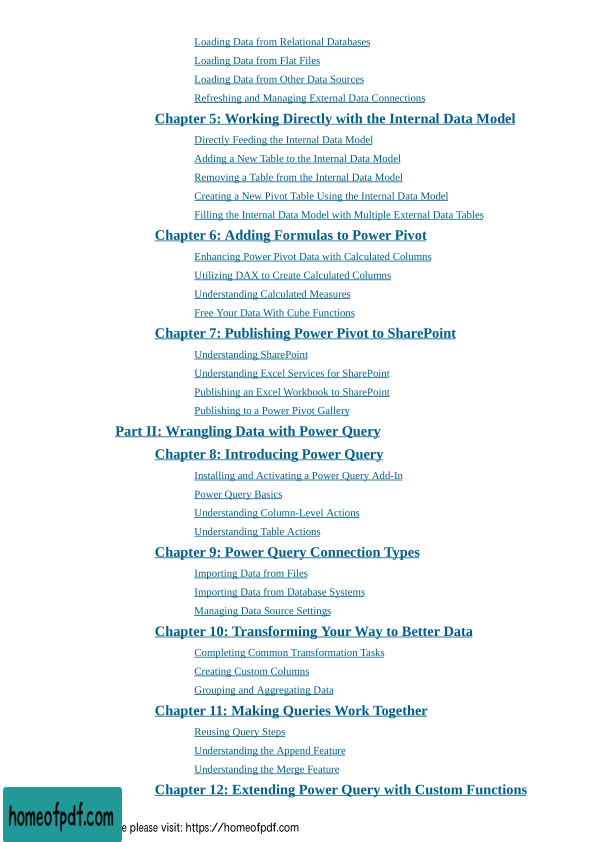 Loading Data from Relational Databases
Loading Data from Flat Files
Loading Data from Other Data Sources
Refreshing and Managing External Data Connections
Chapter 5: Working Directly with the Internal Data Model
Directly Feeding the Internal Data Model
Adding a New Table to the Internal Data Model
Removing a Table from the Internal Data Model
Creating a New Pivot Table Using the Internal Data Model
Filling the Internal Data Model with Multiple External Data Tables
Chapter 6: Adding Formulas to Power Pivot
Enhancing Power Pivot Data with Calculated Columns
Utilizing DAX to Create Calculated Columns
Understanding Calculated Measures
Free Your Data With Cube Functions
Chapter 7: Publishing Power Pivot to SharePoint
Understanding SharePoint
Understanding Excel Services for SharePoint
Publishing an Excel Workbook to SharePoint
Publishing to a Power Pivot Gallery
Part II: Wrangling Data with Power Query
Chapter 8: Introducing Power Query
Installing and Activating a Power Query Add-In
Power Query Basics
Understanding Column-Level Actions
Understanding Table Actions
Chapter 9: Power Query Connection Types
Importing Data from Files
Importing Data from Database Systems
Managing Data Source Settings
Chapter 10: Transforming Your Way to Better Data
Completing Common Transformation Tasks
Creating Custom Columns
Grouping and Aggregating Data
Chapter 11: Making Queries Work Together
Reusing Query Steps
Understanding the Append Feature
Understanding the Merge Feature
Chapter 12: Extending Power Query with Custom Functions
homeofpdf.com
e please visit: https://homeofpdf.com